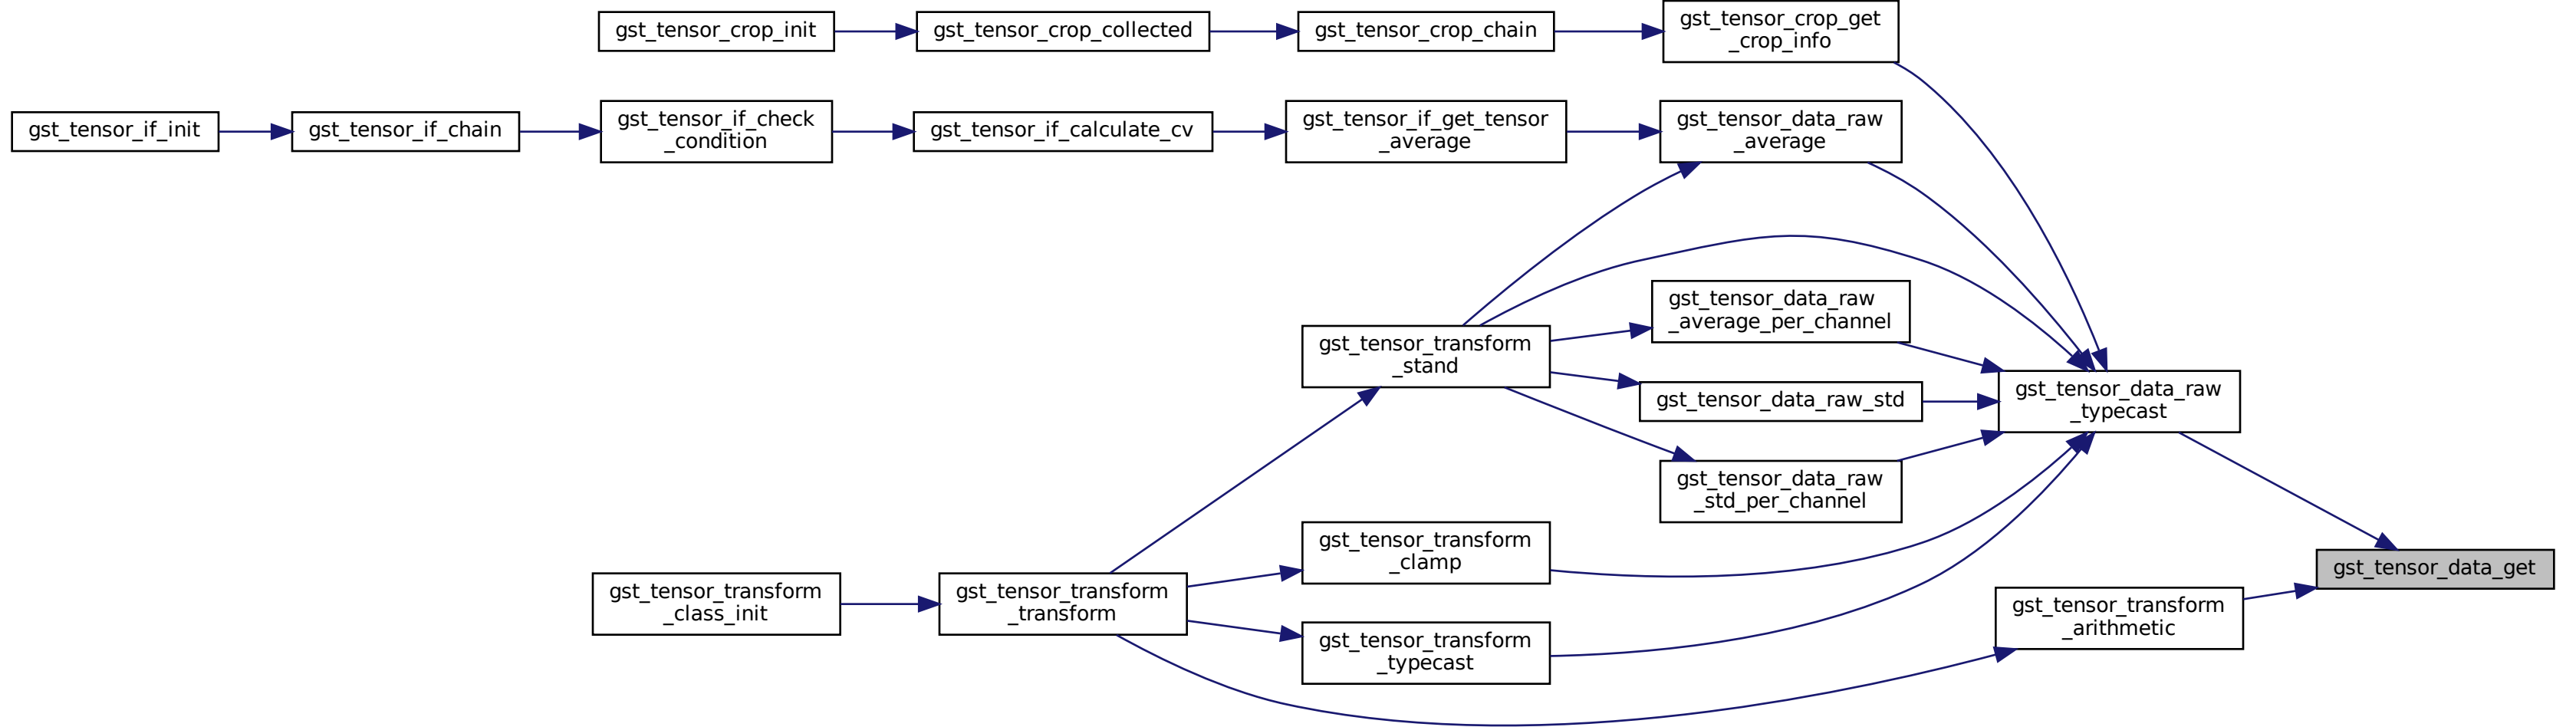 gst_tensor_crop_init
gst_tensor_crop_collected
gst_tensor_crop_chain
gst_tensor_crop_get
_crop_info
gst_tensor_if_init
gst_tensor_if_chain
gst_tensor_if_check
_condition
gst_tensor_if_calculate_cv
gst_tensor_if_get_tensor
_average
gst_tensor_data_raw
_average
gst_tensor_transform
_stand
gst_tensor_data_raw
_average_per_channel
gst_tensor_data_raw_std
gst_tensor_data_raw
_std_per_channel
gst_tensor_data_raw
_typecast
gst_tensor_transform
_class_init
gst_tensor_transform
_transform
gst_tensor_transform
_clamp
gst_tensor_transform
_typecast
gst_tensor_transform
_arithmetic
gst_tensor_data_get